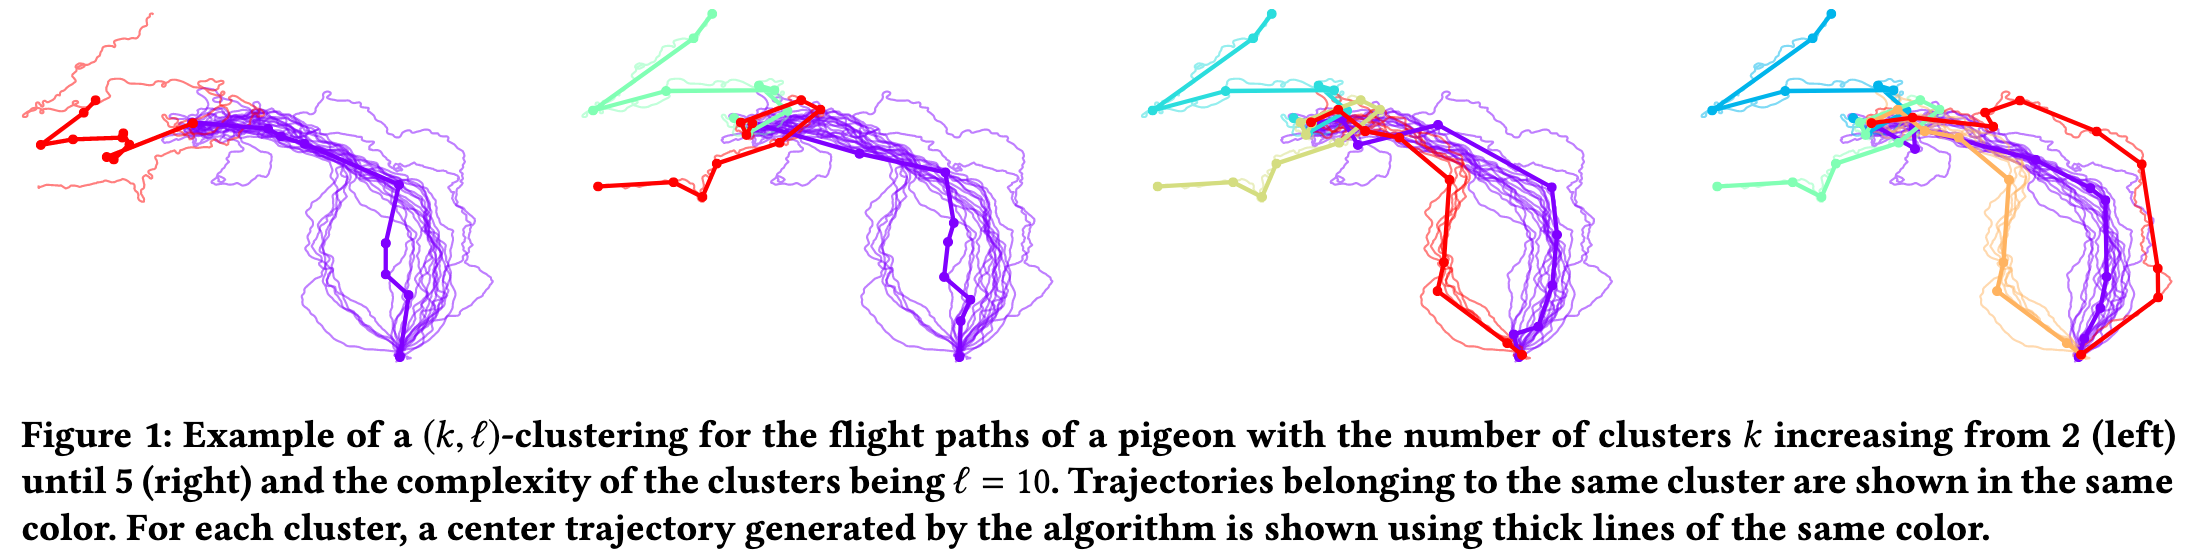 Figure 1: Example of a (k, ℓ)-clustering for the flight paths of a pigeon with the number of clusters k increasing from 2 (left)
until 5 (right) and the complexity of the clusters being ℓ = 10. Trajectories belonging to the same cluster are shown in the same
color. For each cluster, a center trajectory generated by the algorithm is shown using thick lines of the same color.